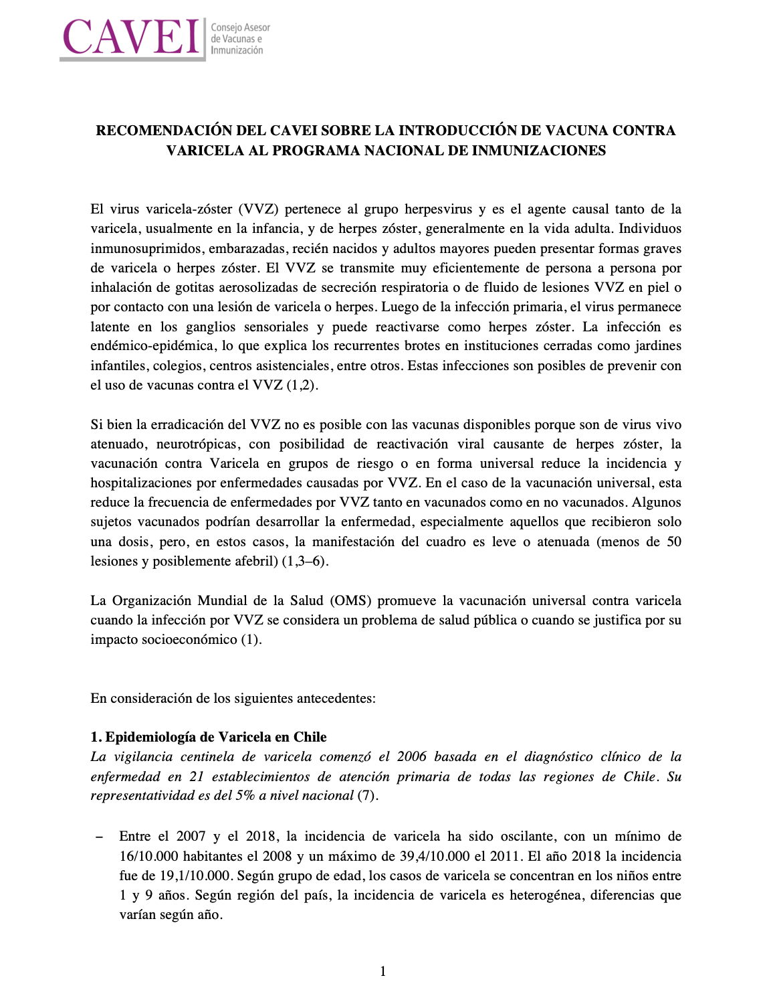 CAVEI
Consejo Asesor
de Vacunas e
Inmunización
RECOMENDACIÓN DEL CAVEI SOBRE LA INTRODUCCIÓN DE VACUNA CONTRA
VARICELA AL PROGRAMA NACIONAL DE INMUNIZACIONES
El virus varicela-zóster (VVZ) pertenece al grupo herpesvirus y es el agente causal tanto de la
varicela, usualmente en la infancia, y de herpes zóster, generalmente en la vida adulta. Individuos
inmunosuprimidos, embarazadas, recién nacidos y adultos mayores pueden presentar formas graves
de varicela o herpes zóster. El VVZ se transmite muy eficientemente de persona a persona por
inhalación de gotitas aerosolizadas de secreción respiratoria o de fluido de lesiones VVZ en piel o
por contacto con una lesión de varicela o herpes. Luego de la infección primaria, el virus permanece
latente en los ganglios sensoriales y puede reactivarse como herpes zóster. La infección es
endémico-epidémica, lo que explica los recurrentes brotes en instituciones cerradas como jardines
infantiles, colegios, centros asistenciales, entre otros. Estas infecciones son posibles de prevenir con
el uso de vacunas contra el VVZ (1,2).
Si bien la erradicación del VVZ no es posible con las vacunas disponibles porque son de virus vivo
atenuado, neurotrópicas, con posibilidad de reactivación viral causante de herpes zóster, la
vacunación contra Varicela en grupos de riesgo o en forma universal reduce la incidencia y
hospitalizaciones por enfermedades causadas por VVZ. En el caso de la vacunación universal, esta
reduce la frecuencia de enfermedades por VVZ tanto en vacunados como en no vacunados. Algunos
sujetos vacunados podrían desarrollar la enfermedad, especialmente aquellos que recibieron solo
una dosis, pero, en estos casos, la manifestación del cuadro es leve o atenuada (menos de 50
lesiones y posiblemente afebril) (1,3–6).
La Organización Mundial de la Salud (OMS) promueve la vacunación universal contra varicela
cuando la infección por VVZ se considera un problema de salud pública o cuando se justifica por su
impacto socioeconómico (1).
En consideración de los siguientes antecedentes:
1. Epidemiología de Varicela en Chile
La vigilancia centinela de varicela comenzó el 2006 basada en el diagnóstico clínico de la
enfermedad en 21 establecimientos de atención primaria de todas las regiones de Chile. Su
representatividad es del 5% a nivel nacional (7).
– Entre el 2007 y el 2018, la incidencia de varicela ha sido oscilante, con un mínimo de
16/10.000 habitantes el 2008 y un máximo de 39,4/10.000 el 2011. El año 2018 la incidencia
fue de 19,1/10.000. Según grupo de edad, los casos de varicela se concentran en los niños entre
1 y 9 años. Según región del país, la incidencia de varicela es heterogénea, diferencias que
varían según año.
1